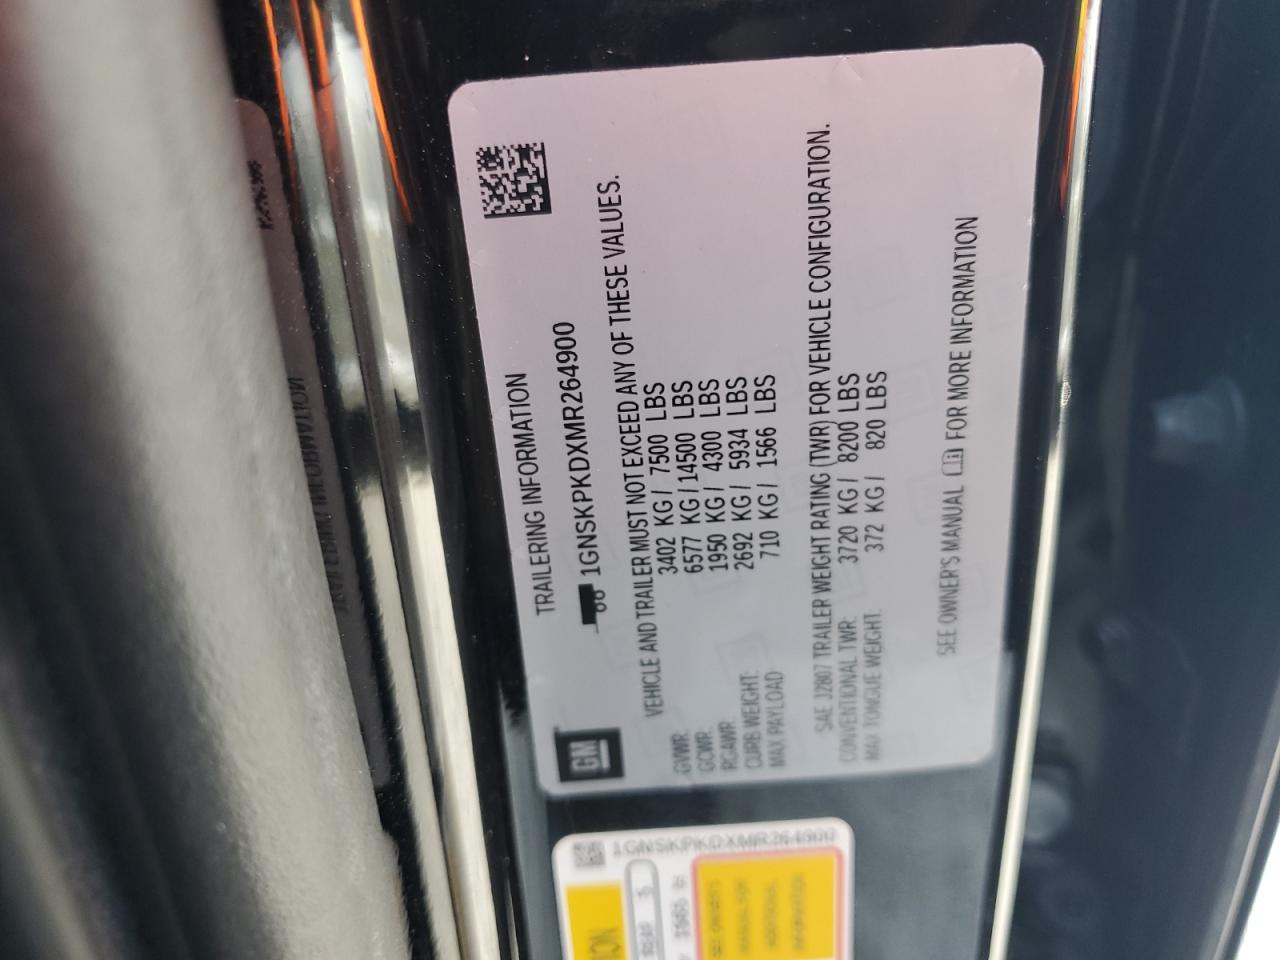 TRAILERING INFORMATION
GM
1GNSKPKDXMR264900
VEHICLE AND TRAILER MUST NOT EXCEED ANY OF THESE VALUES.
GVWR: 3402 KG / 7500 LBS
GCWR: 6577 KG / 14500 LBS
RGAWR: 1950 KG / 4300 LBS
CURB WEIGHT: 2692 KG / 5934 LBS
MAX PAYLOAD 710 KG / 1566 LBS
SAE J2807 TRAILER WEIGHT RATING (TWR) FOR VEHICLE CONFIGURATION.
CONVENTIONAL TWR: 3720 KG / 8200 LBS
MAX TONGUE WEIGHT: 372 KG / 820 LBS
SEE OWNER'S MANUAL FOR MORE INFORMATION
1GNSKPKDXMR264900
REAR 5